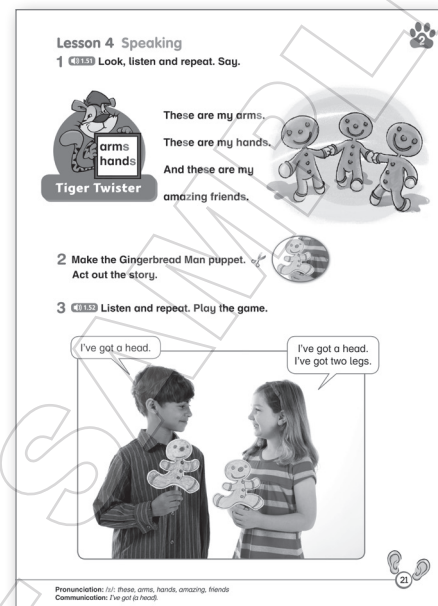 Lesson 4 Speaking
2
1 1.51 Look, listen and repeat. Say.
arms
hands
Tiger Twister
These are my arms.
These are my hands.
And these are my
amazing friends.
2 Make the Gingerbread Man puppet.
Act out the story.
3 1.52 Listen and repeat. Play the game.
I've got a head.
I've got a head.
I've got two legs.
21
Pronunciation: /z/: these, arms, hands, amazing, friends
Communication: I've got (a head).
SAMPLE